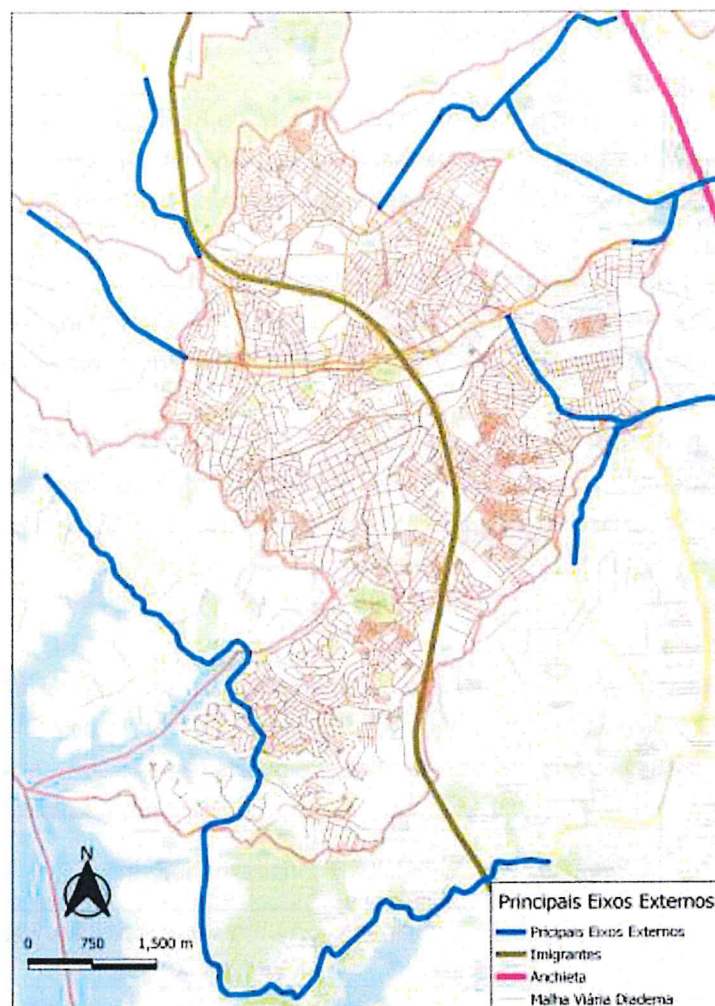 N
0 750 1,500 m
Principais Eixos Externos
Pricipais Eixos Externos
Imigrantes
Anchieta
Malha Viária Diadema